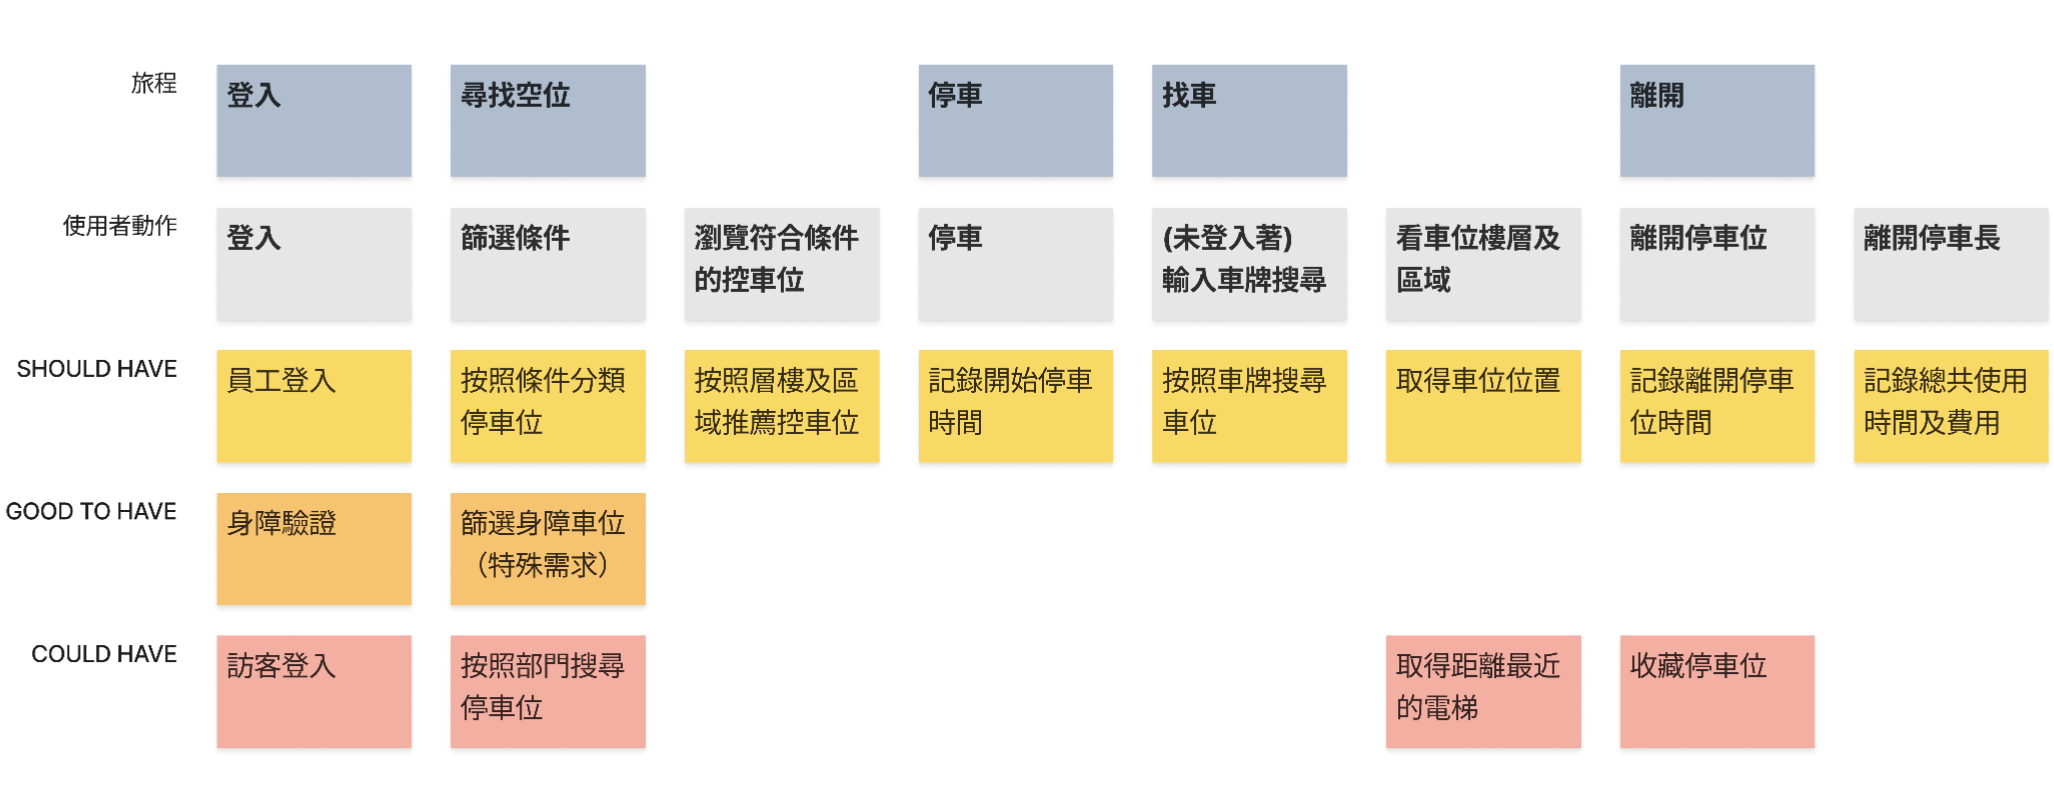 旅程
登入
尋找空位
停車
找車
離開
使用者動作
登入
篩選條件
瀏覽符合條件
的控車位
停車
(未登入著)
輸入車牌搜尋
看車位樓層及
區域
離開停車位
離開停車長
SHOULD HAVE
員工登入
按照條件分類
停車位
按照層樓及區
域推薦控車位
記錄開始停車
時間
按照車牌搜尋
車位
取得車位位置
記錄離開停車
位時間
記錄總共使用
時間及費用
GOOD TO HAVE
身障驗證
篩選身障車位
（特殊需求）
COULD HAVE
訪客登入
按照部門搜尋
停車位
取得距離最近
的電梯
收藏停車位